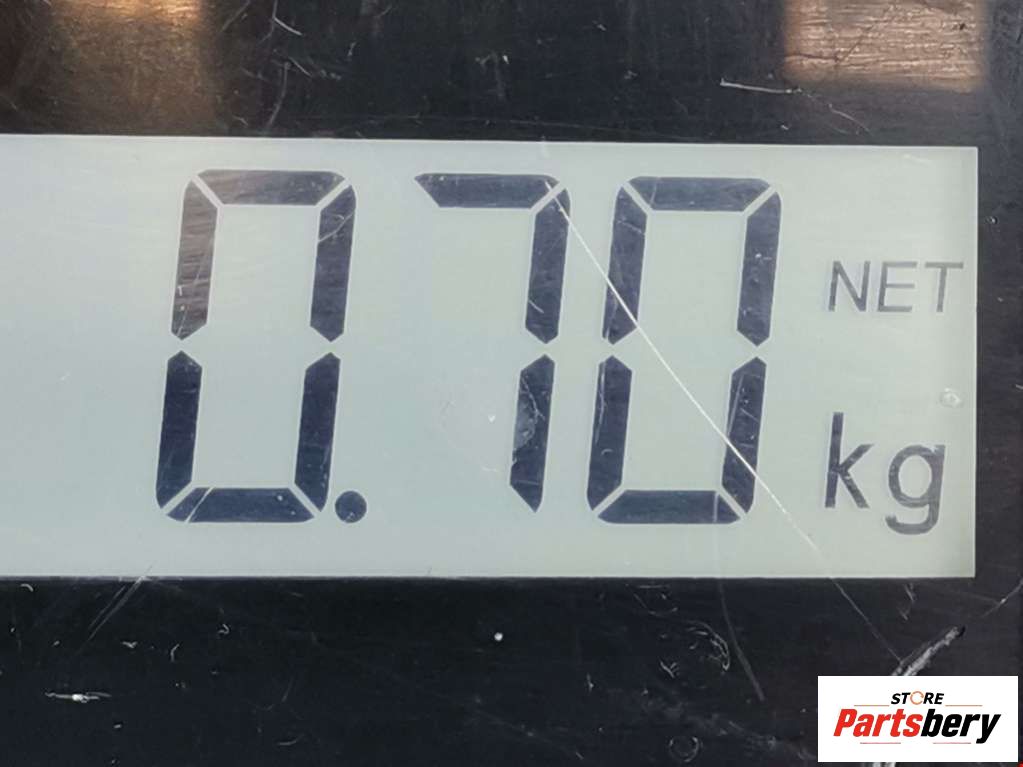 0.70 NET
kg
STORE
Partsbery